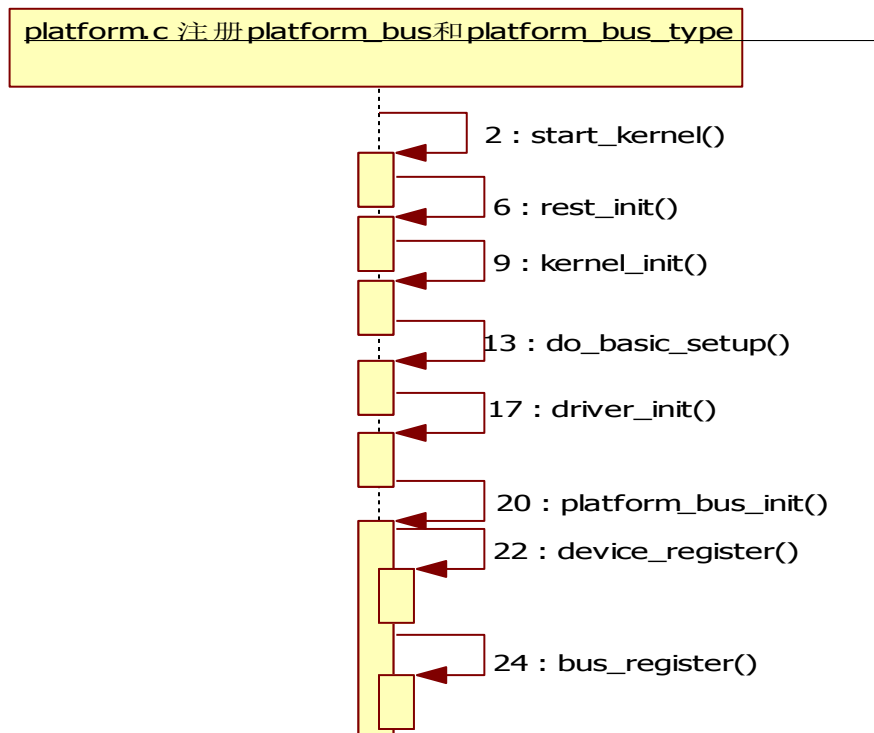 platform.c 注册platform_bus和platform_bus_type
2 : start_kernel()
6 : rest_init()
9 : kernel_init()
13 : do_basic_setup()
17 : driver_init()
20 : platform_bus_init()
22 : device_register()
24 : bus_register()